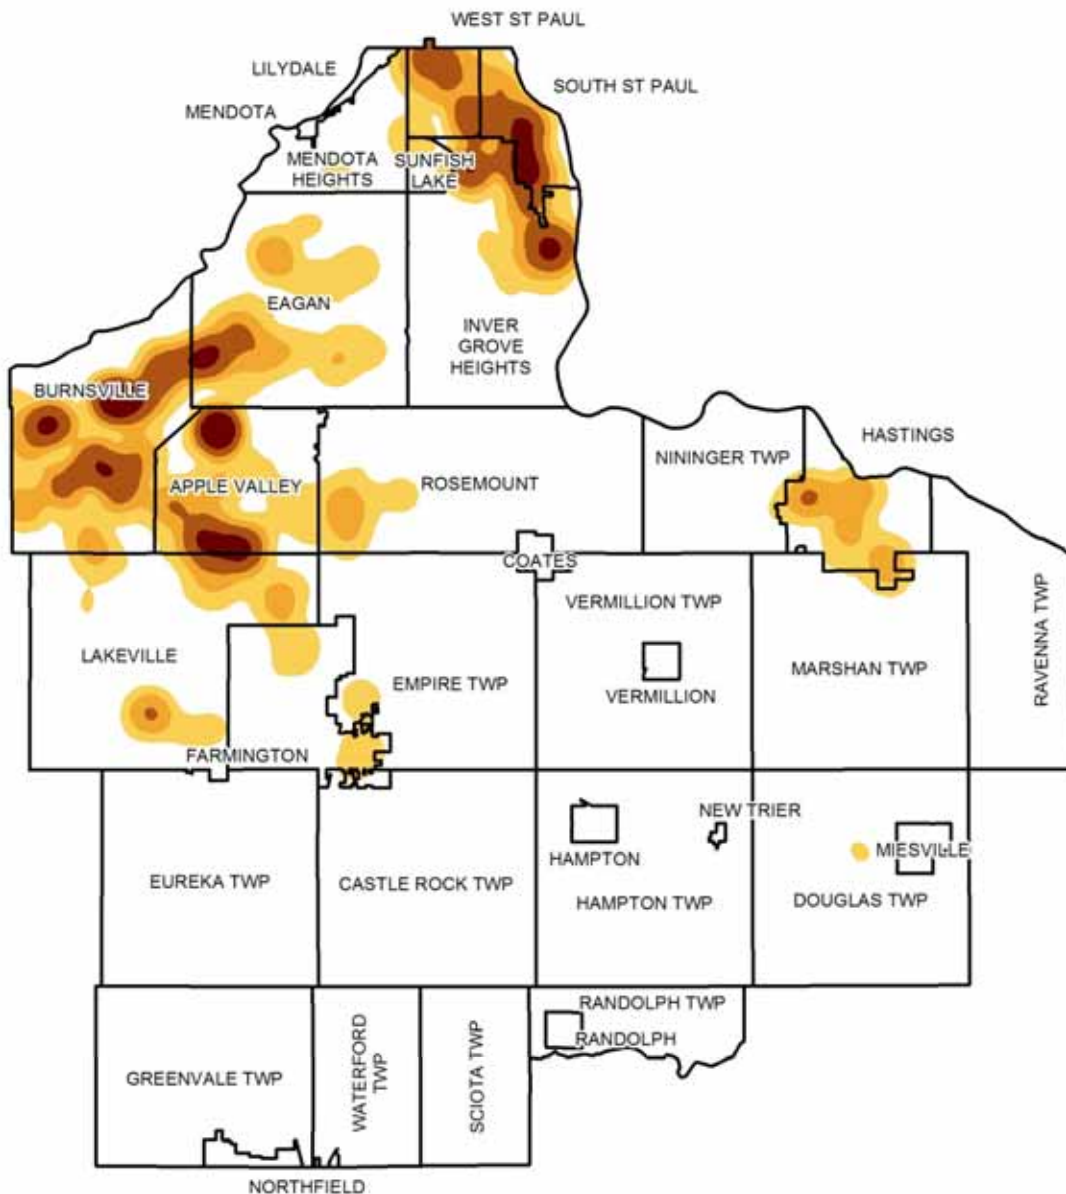 WEST ST PAUL
LILYDALE
SOUTH ST PAUL
MENDOTA
MENDOTA
HEIGHTS
SUNFISH
LAKE
EAGAN
INVER
GROVE
HEIGHTS
BURNSVILLE
HASTINGS
NININGER TWP
ROSEMOUNT
APPLE VALLEY
COATES
VERMILLION TWP
RAVENNA TWP
LAKEVILLE
EMPIRE TWP
VERMILLION
MARSHAN TWP
FARMINGTON
NEW TRIER
HAMPTON
MIESVILLE
EUREKA TWP
CASTLE ROCK TWP
HAMPTON TWP
DOUGLAS TWP
RANDOLPH TWP
RANDOLPH
GREENVALE TWP
WATERFORD
TWP
SCIOTA TWP
NORTHFIELD